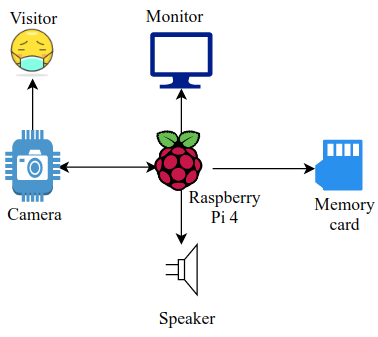 Visitor
Monitor
Camera
Raspberry
Pi 4
Memory
card
Speaker